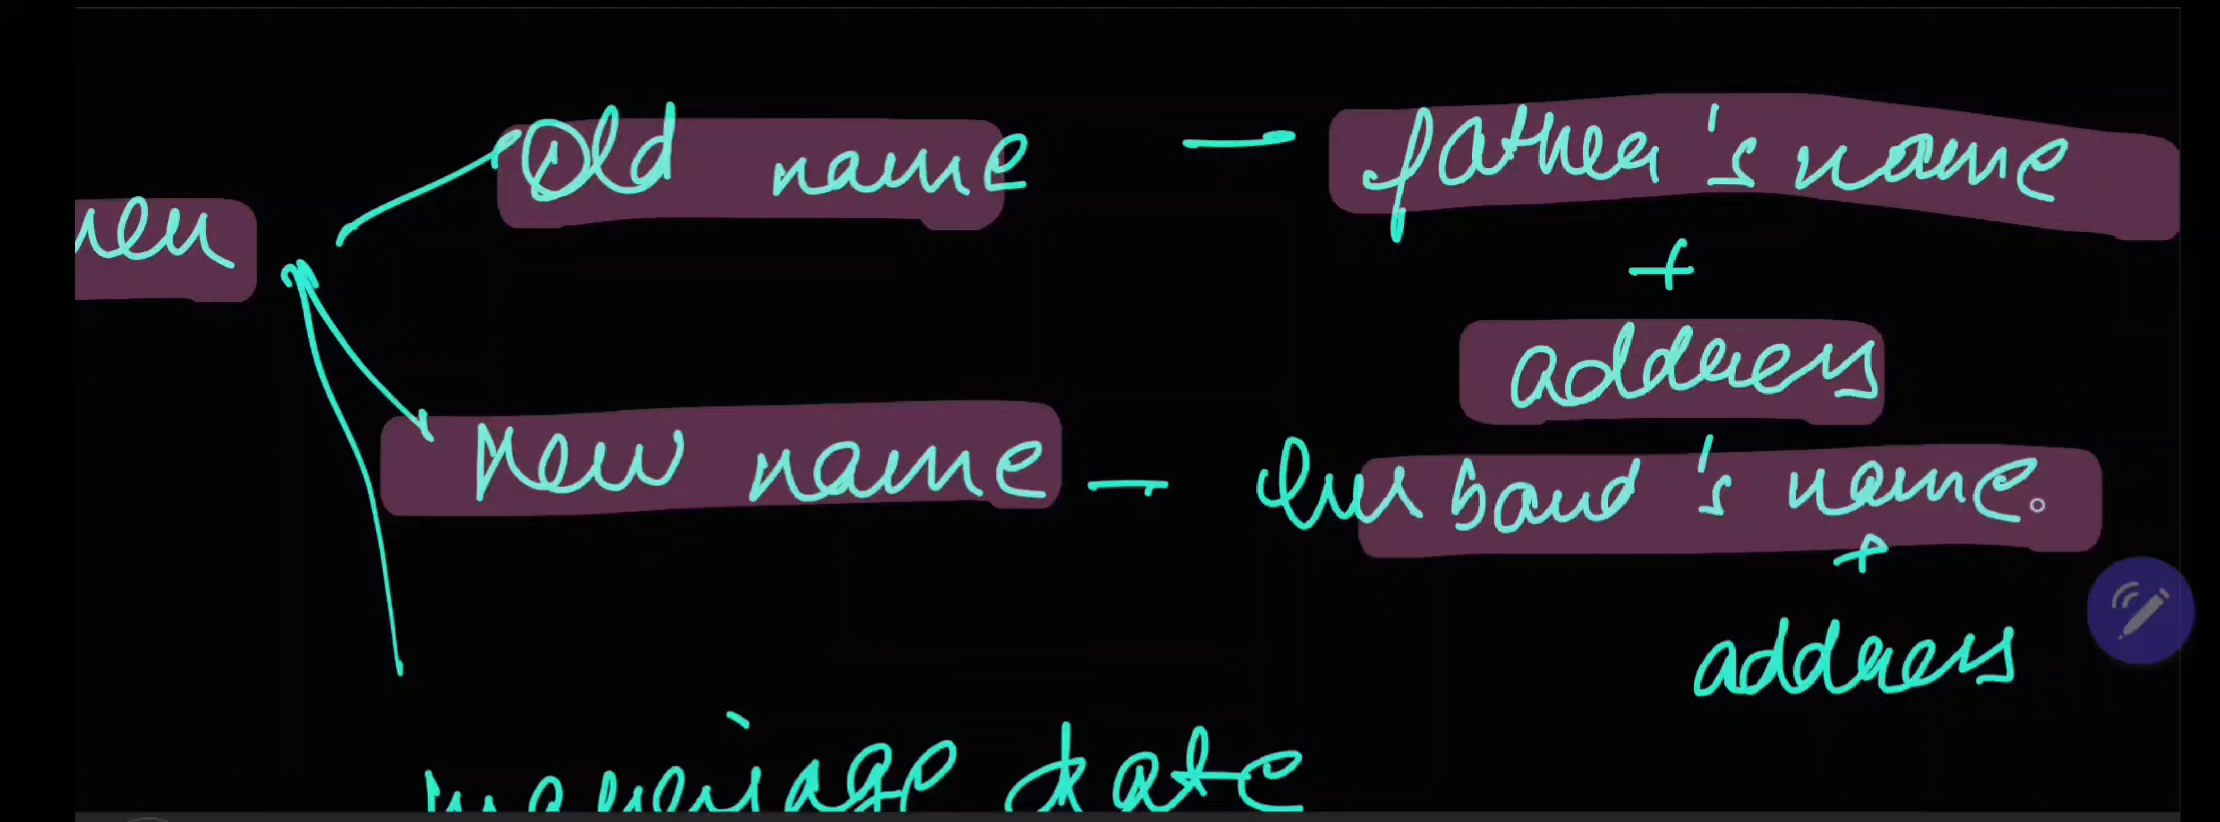 Old name - father's name
+
address
New name - husband's name.
+
address
marriage date